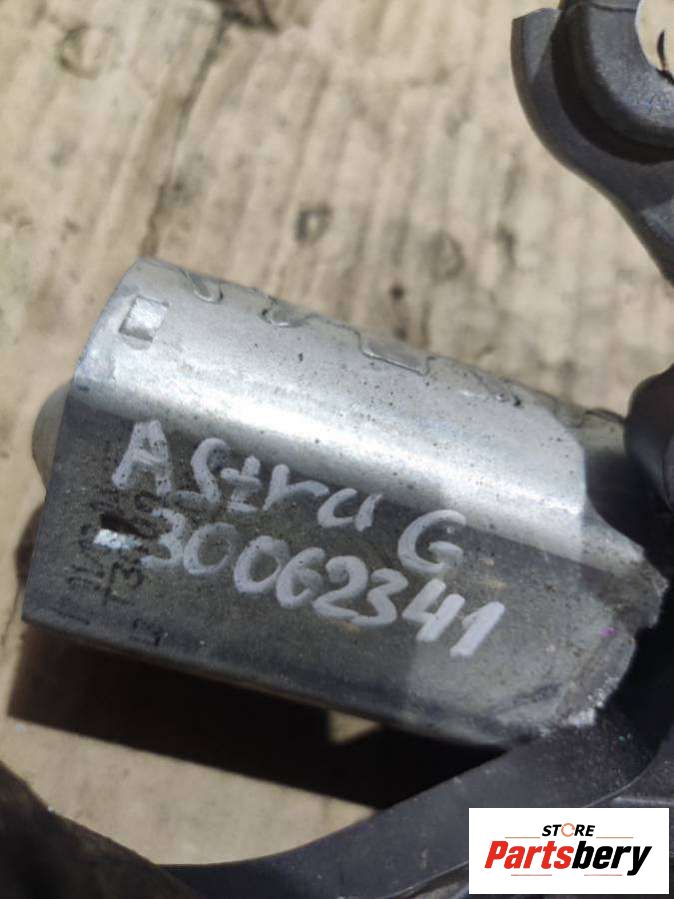 Astra G
30062341
STORE
Partsbery